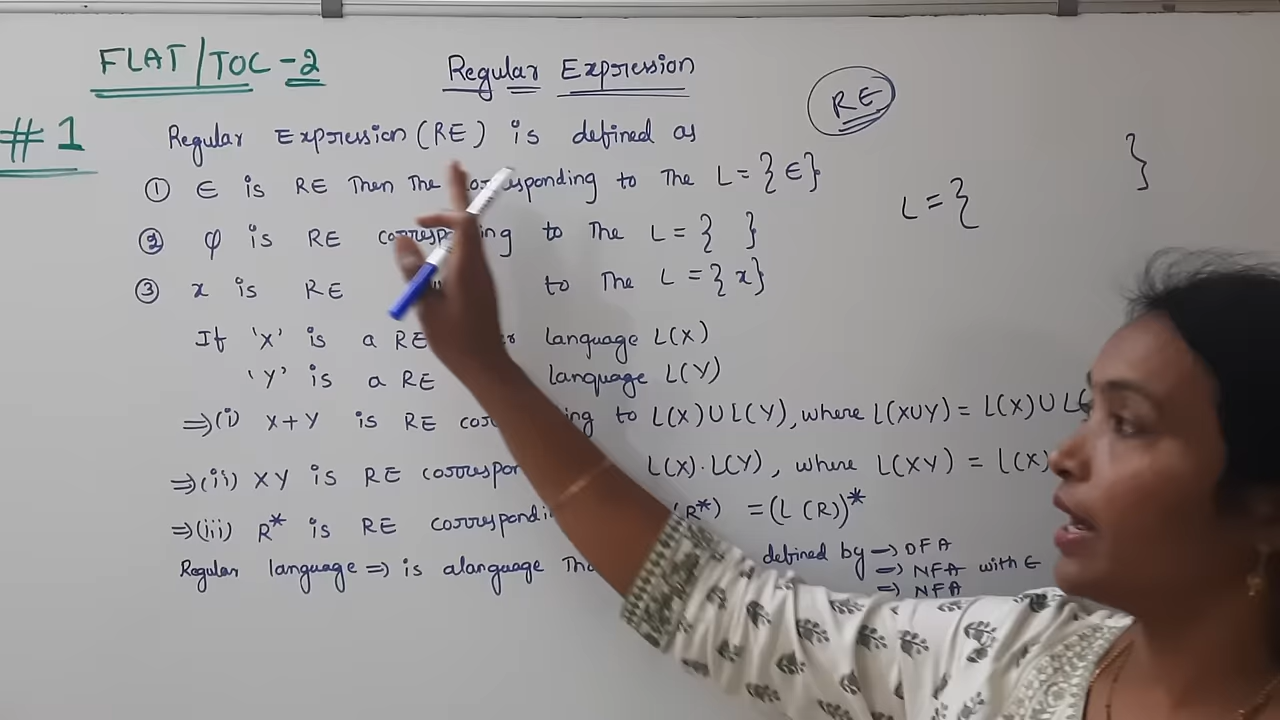 FLAT/TOC-2
Regular Expression
RE
#1
Regular Expression (RE) is defined as
① ∈ is RE Then The corresponding to The L = { ∈ }
② φ is RE corresponding to The L = { }
③ x is RE " to The L = { x }
L = { }
If 'X' is a RE language L(X)
'Y' is a RE language L(Y)
⇒(i) X+Y is RE to L(X) ∪ L(Y), where L(X∪Y) = L(X) ∪
⇒(ii) XY is RE L(X).L(Y), where L(XY) = L(X)
⇒(iii) R* is RE (R*) = (L(R))*
Regular language ⇒ is alanguage defined by → DFA
⇒ NFA with ∈
⇒ NFA